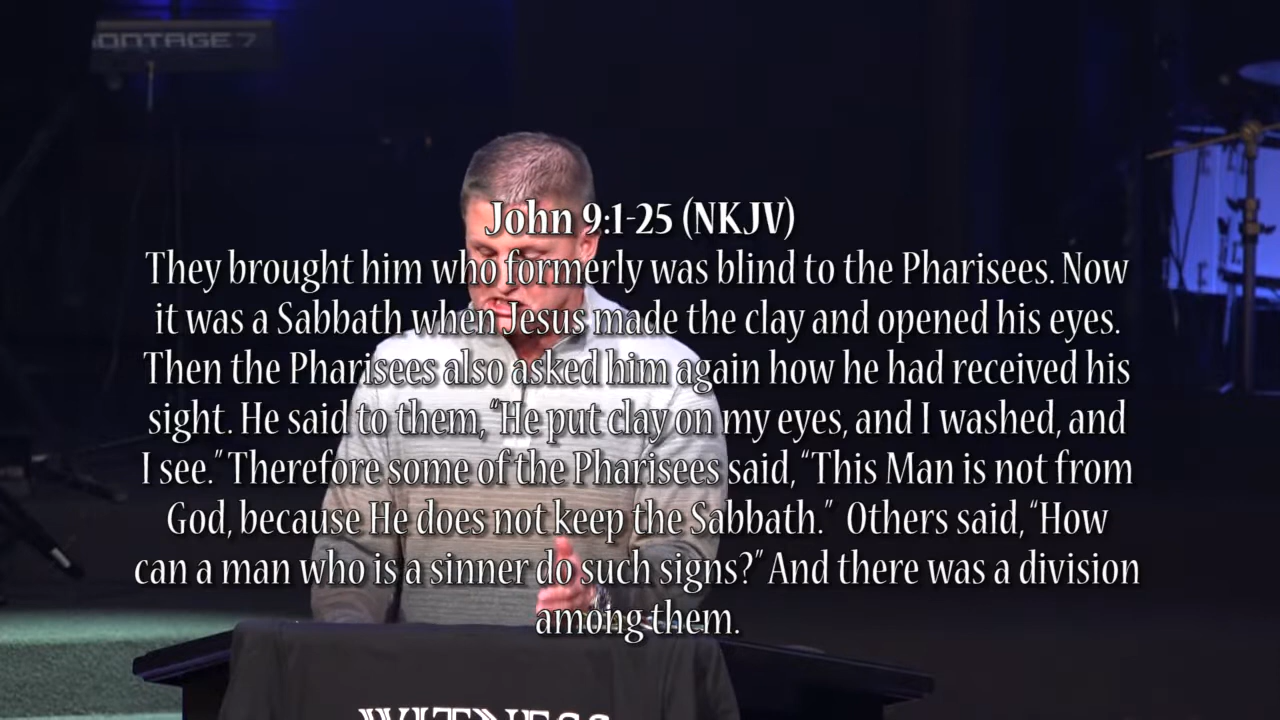 ONTAGE 7
John 9:1-25 (NKJV)
They brought him who formerly was blind to the Pharisees. Now
it was a Sabbath when Jesus made the clay and opened his eyes.
Then the Pharisees also asked him again how he had received his
sight. He said to them, “He put clay on my eyes, and I washed, and
I see.” Therefore some of the Pharisees said, “This Man is not from
God, because He does not keep the Sabbath.” Others said, “How
can a man who is a sinner do such signs?” And there was a division
among them.
WITNESS